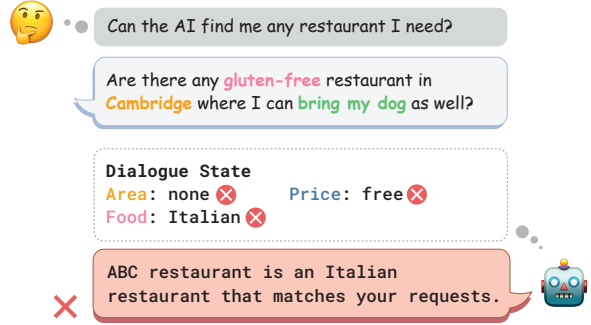 Can the AI find me any restaurant I need?
Are there any gluten-free restaurant in
Cambridge where I can bring my dog as well?
Dialogue State
Area: none Price: free
Food: Italian
ABC restaurant is an Italian
restaurant that matches your requests.